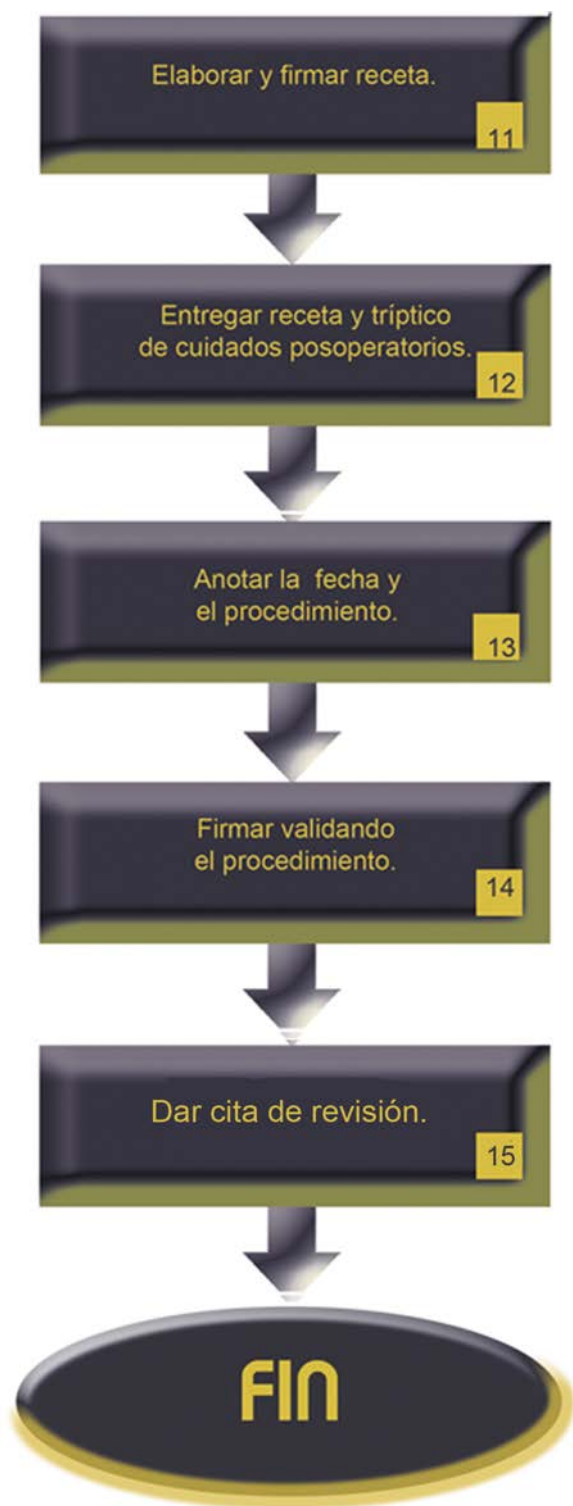 Elaborar y firmar receta.
11
Entregar receta y tríptico
de cuidados posoperatorios.
12
Anotar la fecha y
el procedimiento.
13
Firmar validando
el procedimiento.
14
Dar cita de revisión.
15
FIN